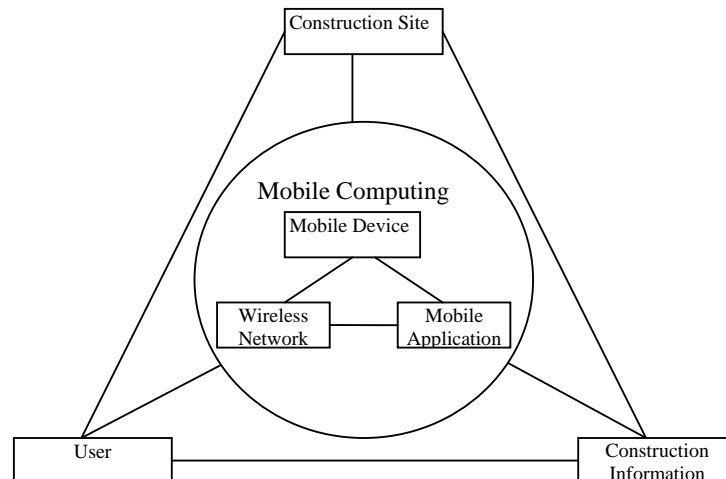 Construction Site
Mobile Computing
Mobile Device
Wireless
Network
Mobile
Application
User
Construction
Information